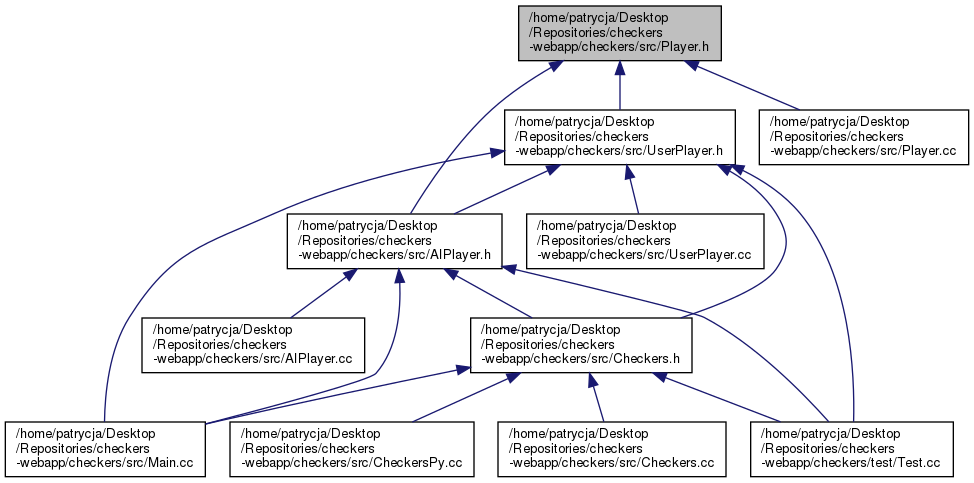 /home/patrycja/Desktop
/Repositories/checkers
-webapp/checkers/src/Player.h
/home/patrycja/Desktop
/Repositories/checkers
-webapp/checkers/src/UserPlayer.h
/home/patrycja/Desktop
/Repositories/checkers
-webapp/checkers/src/Player.cc
/home/patrycja/Desktop
/Repositories/checkers
-webapp/checkers/src/AIPlayer.h
/home/patrycja/Desktop
/Repositories/checkers
-webapp/checkers/src/UserPlayer.cc
/home/patrycja/Desktop
/Repositories/checkers
-webapp/checkers/src/AIPlayer.cc
/home/patrycja/Desktop
/Repositories/checkers
-webapp/checkers/src/Checkers.h
/home/patrycja/Desktop
/Repositories/checkers
-webapp/checkers/src/Main.cc
/home/patrycja/Desktop
/Repositories/checkers
-webapp/checkers/src/CheckersPy.cc
/home/patrycja/Desktop
/Repositories/checkers
-webapp/checkers/src/Checkers.cc
/home/patrycja/Desktop
/Repositories/checkers
-webapp/checkers/test/Test.cc